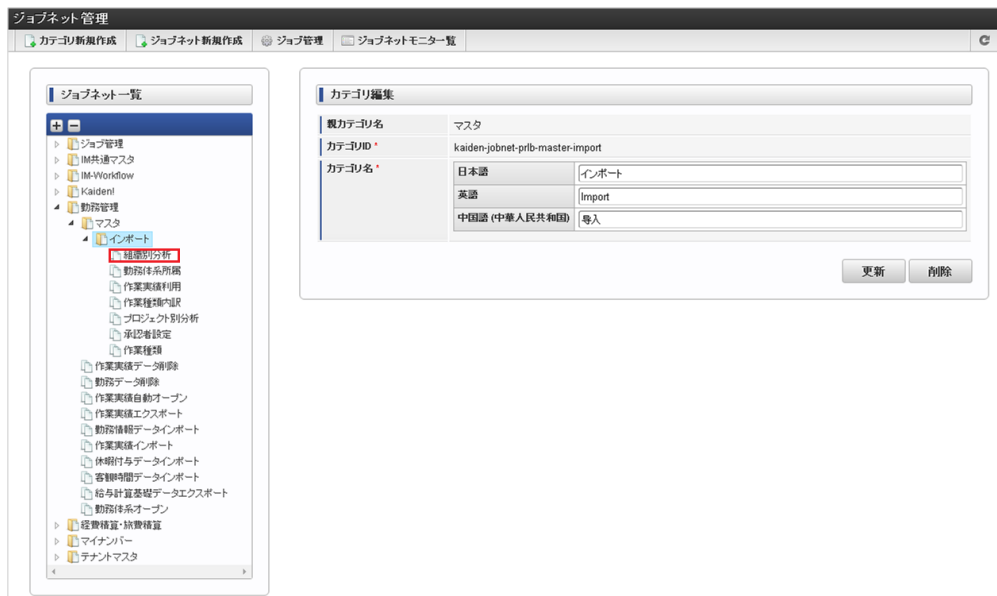 ジョブネット管理
カテゴリ新規作成 ジョブネット新規作成 ジョブ管理 ジョブネットモニター覧
ジョブネット一覧
ジョブ管理
IM共通マスタ
IM-Workflow
Kaiden!
勤務管理
マスタ
インポート
組織別分析
勤務体系所属
作業実績利用
作業種類内訳
プロジェクト別分析
承認者設定
作業種類
作業実績データ削除
勤務データ削除
作業実績自動オープン
作業実績エクスポート
勤務情報データインポート
作業実績インポート
休暇付与データインポート
客観時間データインポート
給与計算基礎データエクスポート
勤務体系オープン
経費精算・旅費精算
マイナンバー
テナントマスタ
カテゴリ編集
親カテゴリ名 マスタ
カテゴリID * kaiden-jobnet-prlb-master-import
カテゴリ名 * 日本語 インポート
英語 Import
中国語 (中華人民共和国) 导入
更新 削除